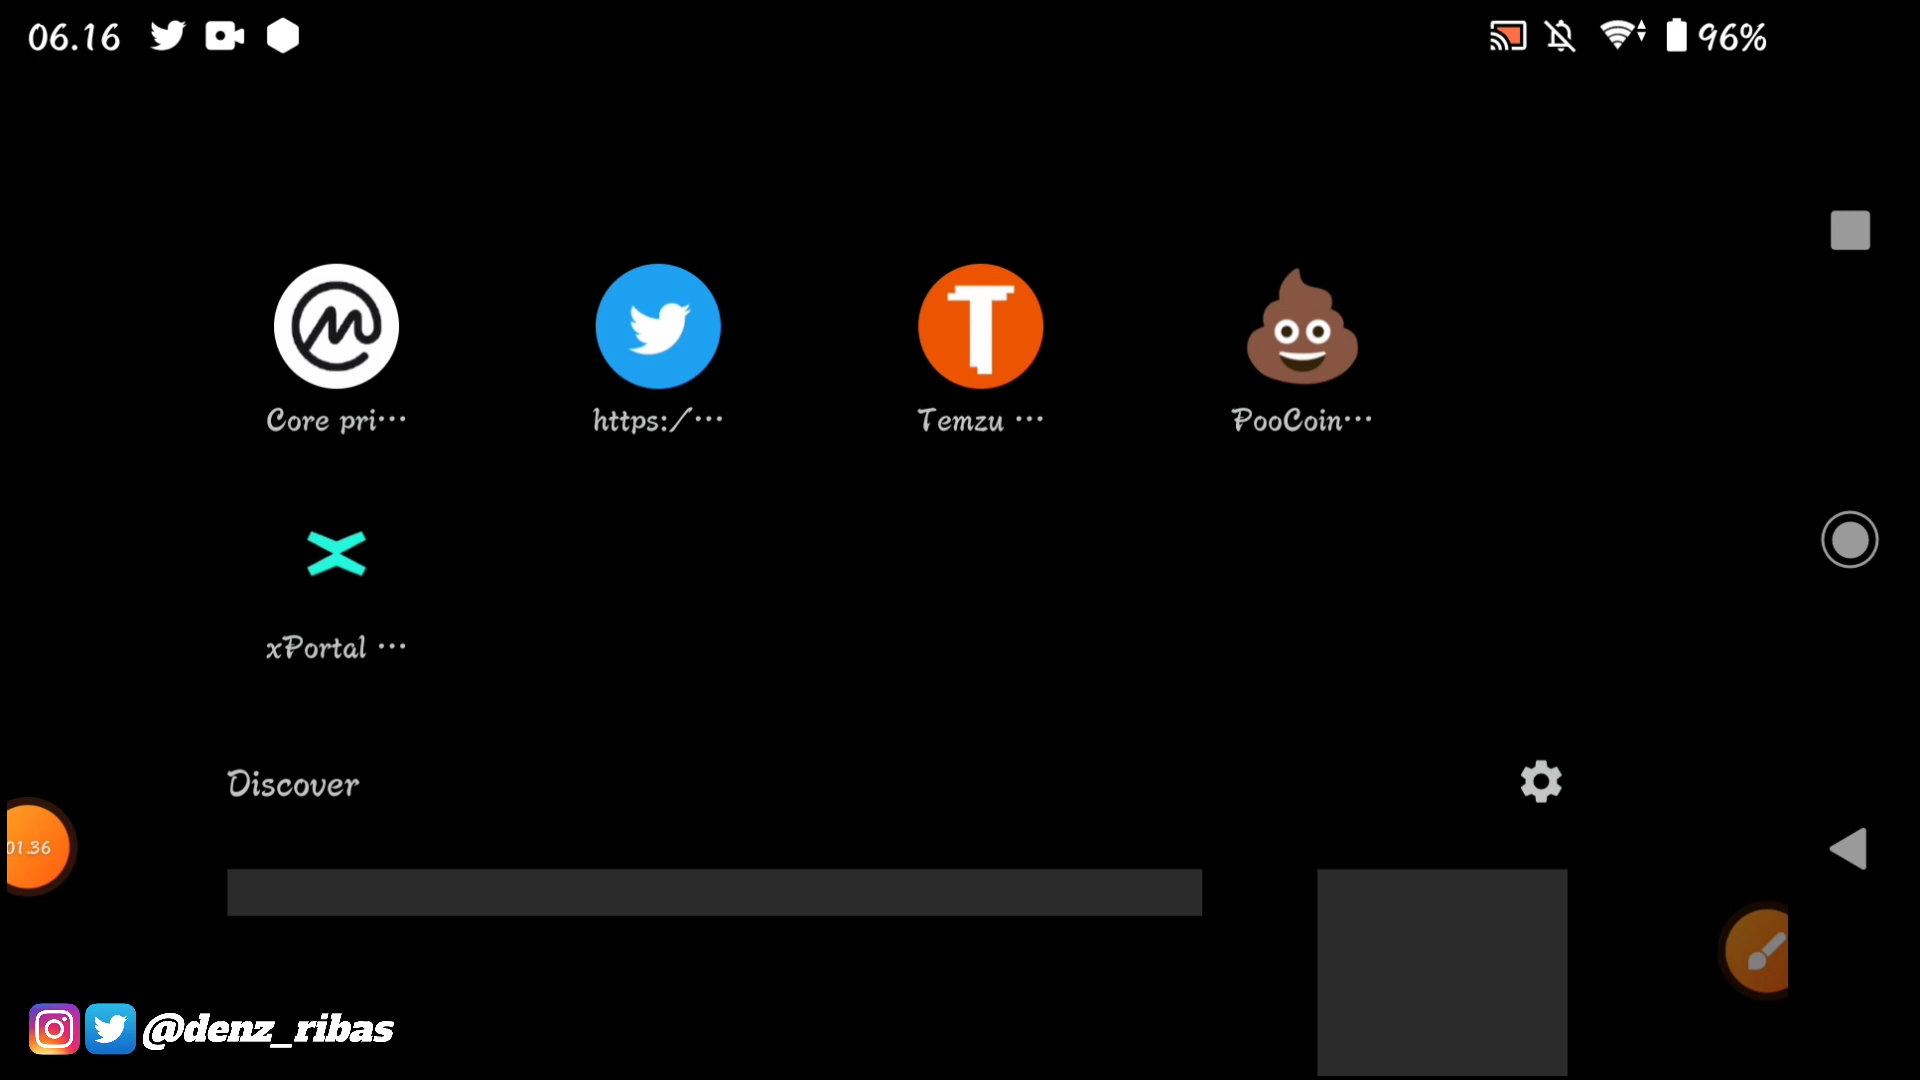 06.16
96%
Core pri···
https:/···
Temzu ···
PooCoin···
xPortal ···
Discover
01.36
@denz_ribas